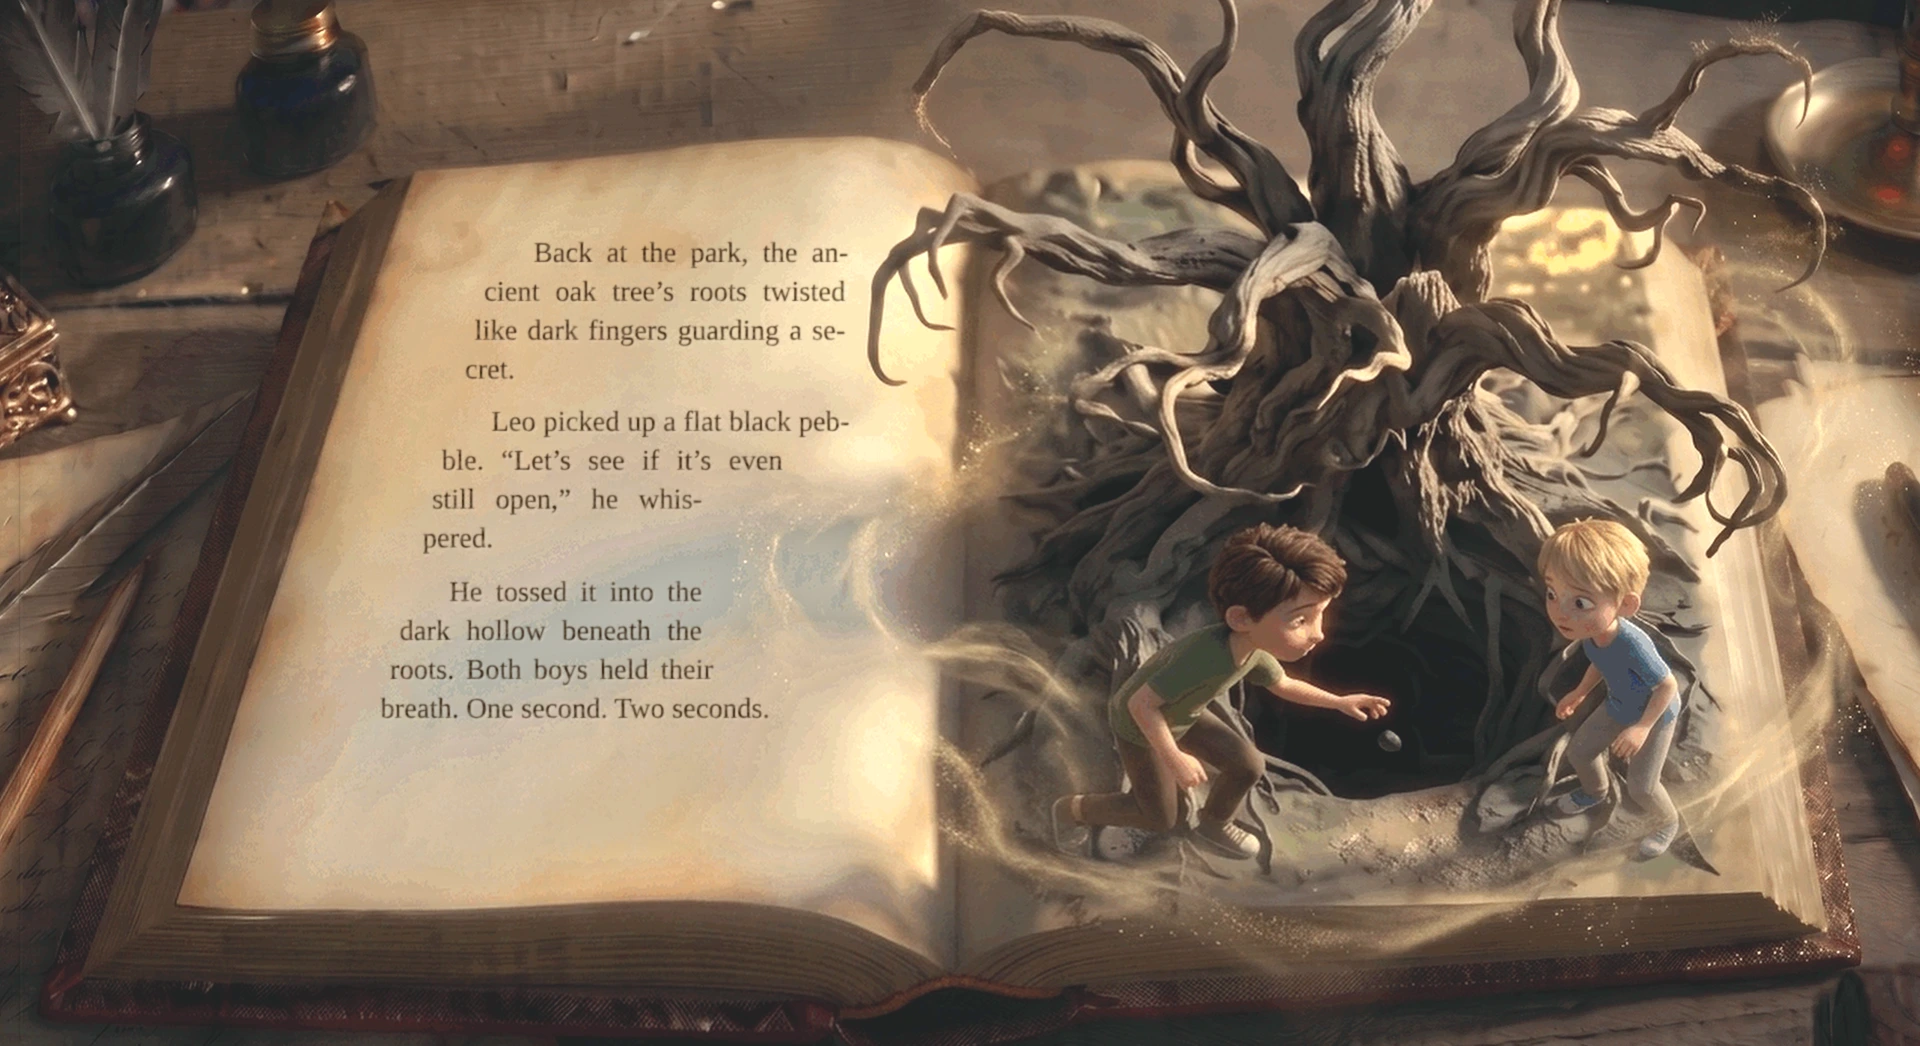 Back at the park, the an-
cient oak tree’s roots twisted
like dark fingers guarding a se-
cret.
Leo picked up a flat black peb-
ble. “Let’s see if it’s even
still open,” he whis-
pered.
He tossed it into the
dark hollow beneath the
roots. Both boys held their
breath. One second. Two seconds.